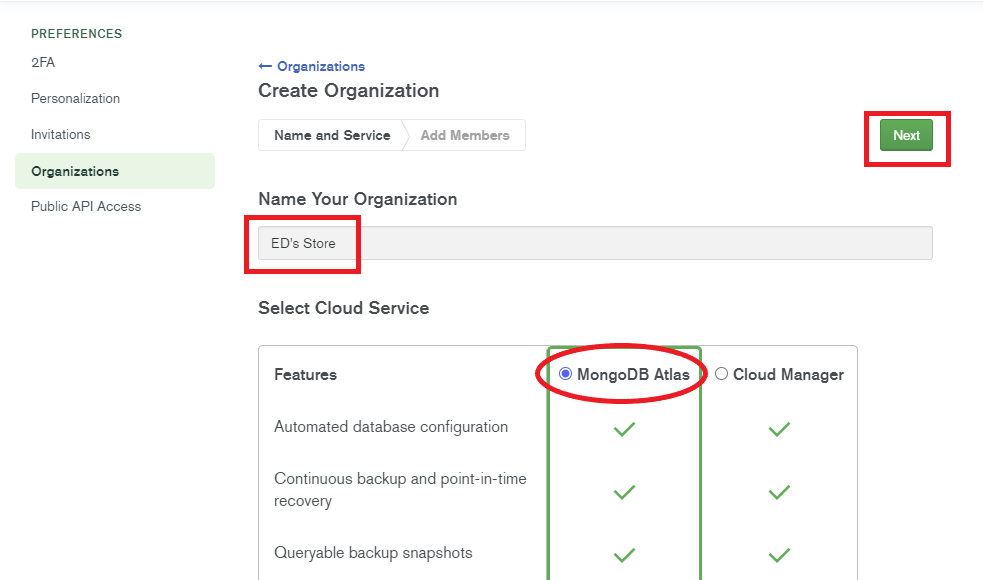 PREFERENCES
2FA
Personalization
Invitations
Organizations
Public API Access
← Organizations
Create Organization
Name and Service
Add Members
Next
Name Your Organization
ED's Store
Select Cloud Service
Features
MongoDB Atlas
Cloud Manager
Automated database configuration
Continuous backup and point-in-time
recovery
Queryable backup snapshots